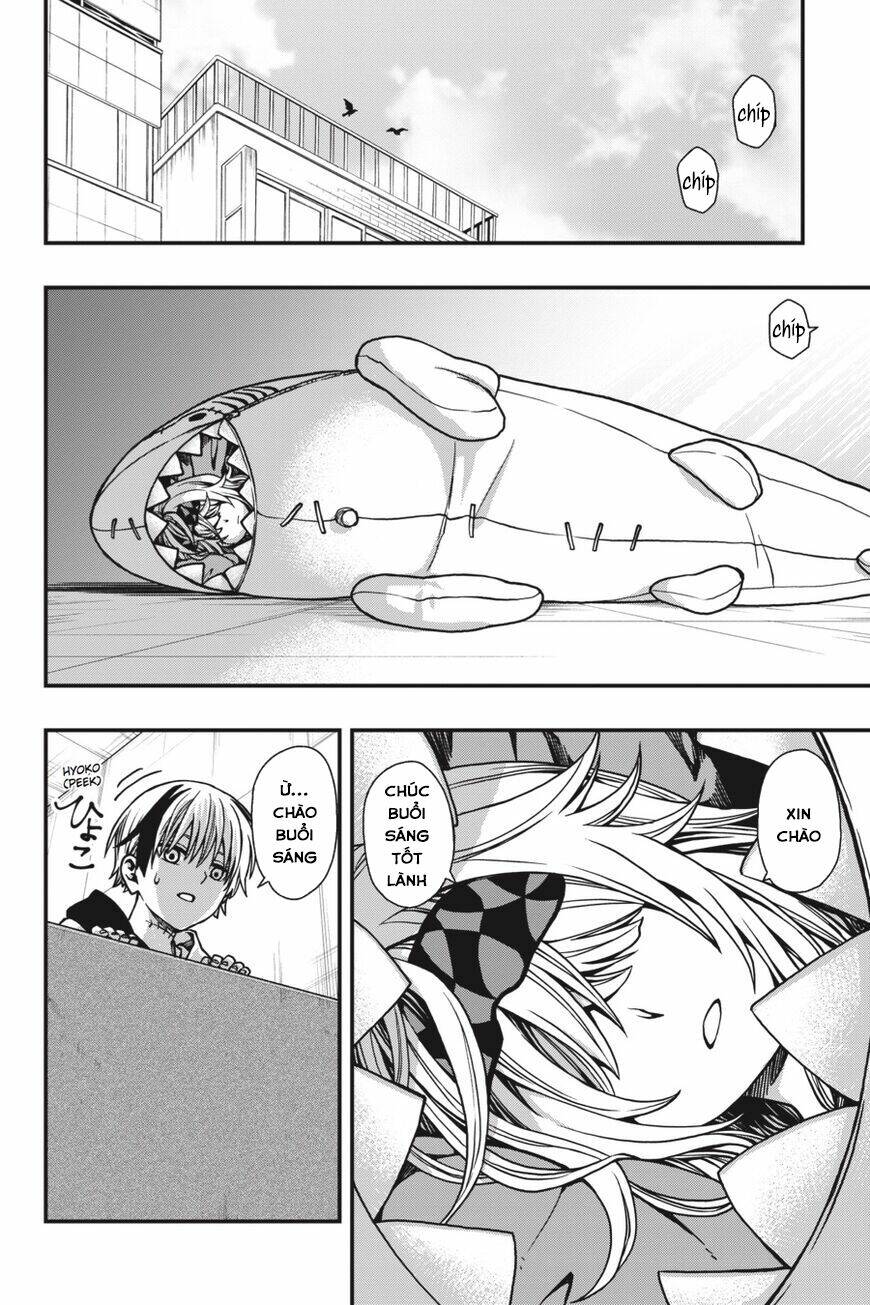 chíp
chíp
chíp
XIN
CHÀO
CHÚC
BUỔI
SÁNG
TỐT
LÀNH
Ừ...
CHÀO
BUỔI
SÁNG
HYOKO
(PEEK)
ひょこ